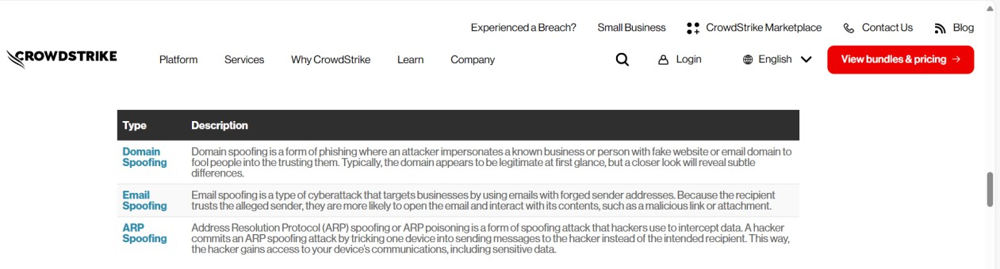 Experienced a Breach? Small Business CrowdStrike Marketplace Contact Us Blog
CROWDSTRIKE Platform Services Why CrowdStrike Learn Company Login English View bundles & pricing →
Type Description
Domain Spoofing Domain spoofing is a form of phishing where an attacker impersonates a known business or person with fake website or email domain to
fool people into the trusting them. Typically, the domain appears to be legitimate at first glance, but a closer look will reveal subtle
differences.
Email Spoofing Email spoofing is a type of cyberattack that targets businesses by using emails with forged sender addresses. Because the recipient
trusts the alleged sender, they are more likely to open the email and interact with its contents, such as a malicious link or attachment.
ARP Spoofing Address Resolution Protocol (ARP) spoofing or ARP poisoning is a form of spoofing attack that hackers use to intercept data. A hacker
commits an ARP spoofing attack by tricking one device into sending messages to the hacker instead of the intended recipient. This way,
the hacker gains access to your device's communications, including sensitive data.